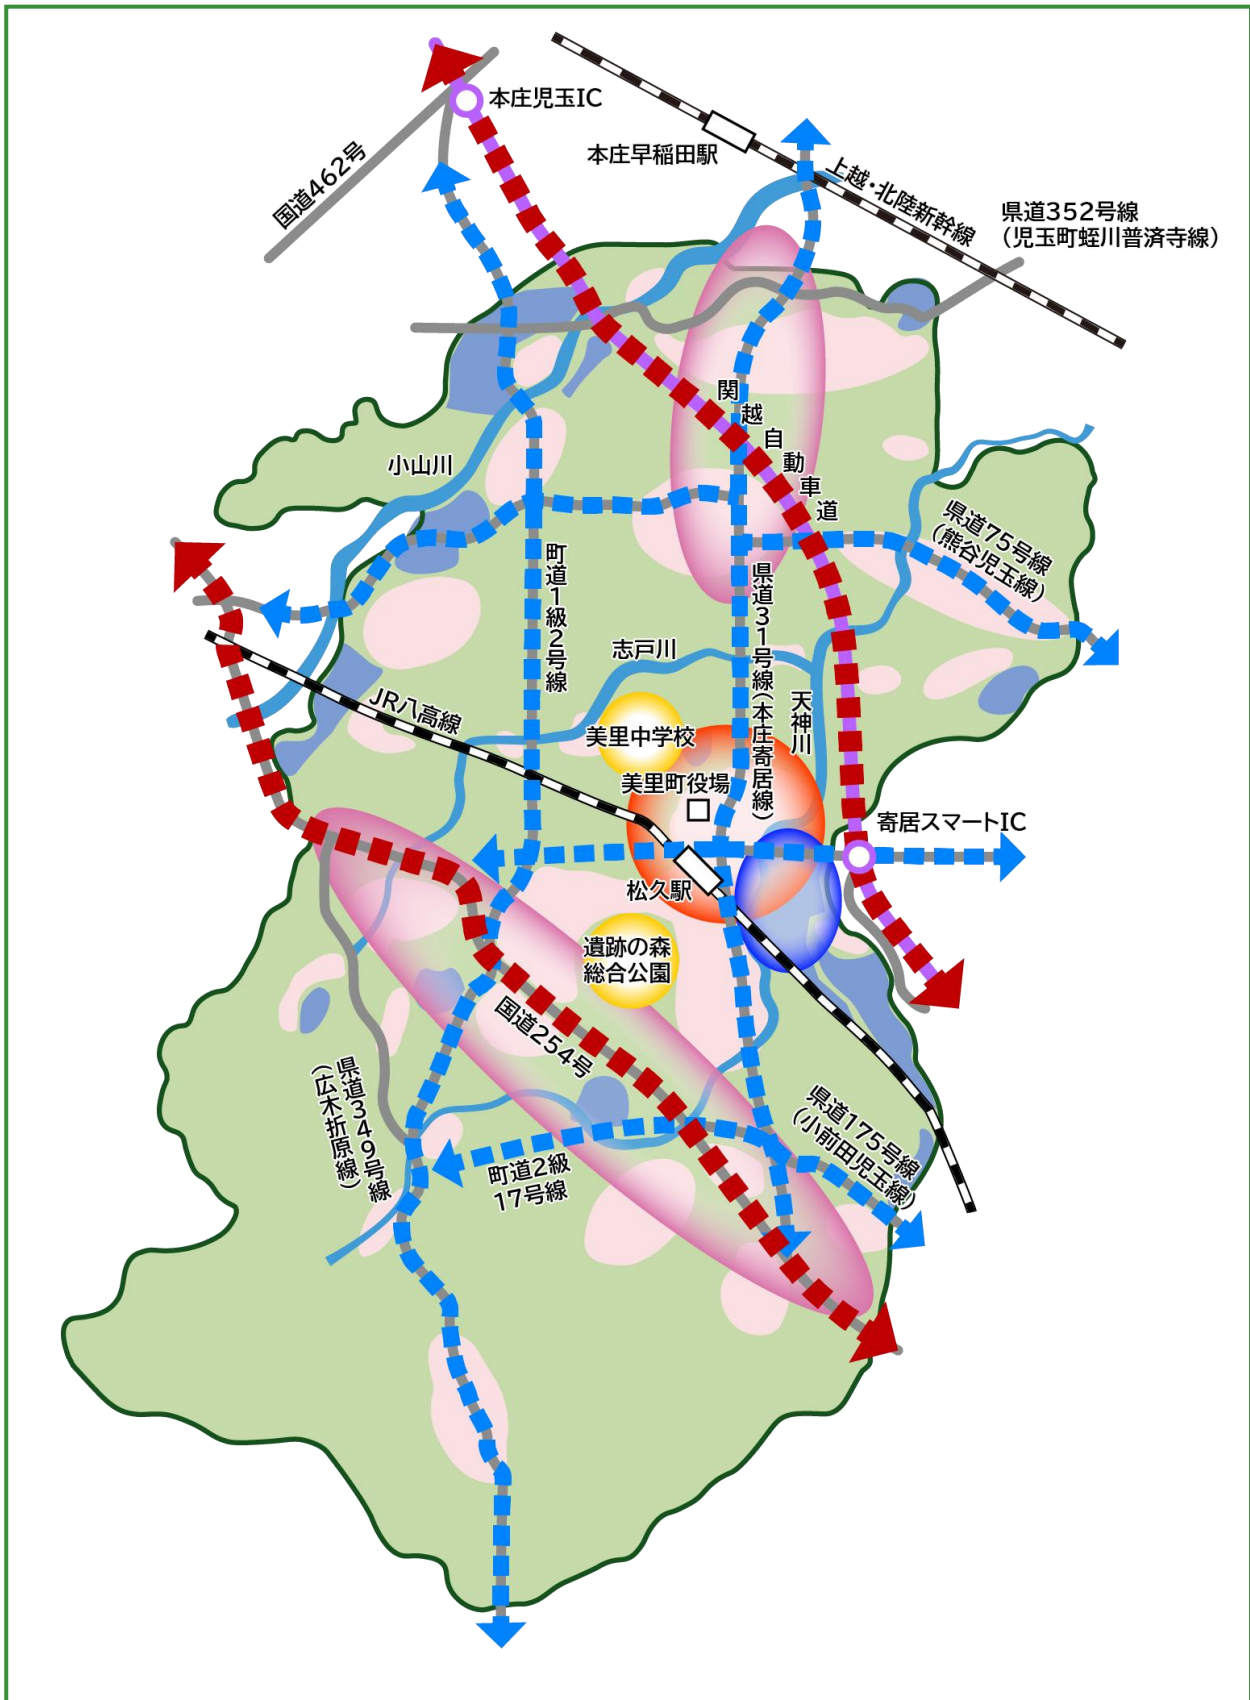 本庄児玉IC
国道462号
本庄早稲田駅
上越・北陸新幹線
県道352号線
（児玉町蛭川普済寺線）
関越自動車道
小山川
県道75号線
（熊谷児玉線）
町道1級2号線
県道31号線（本庄寄居線）
志戸川
天神川
JR八高線
美里中学校
美里町役場
寄居スマートIC
松久駅
遺跡の森
総合公園
国道254号
県道349号線
（広木折原線）
県道175号線
（小前田児玉線）
町道2級
17号線